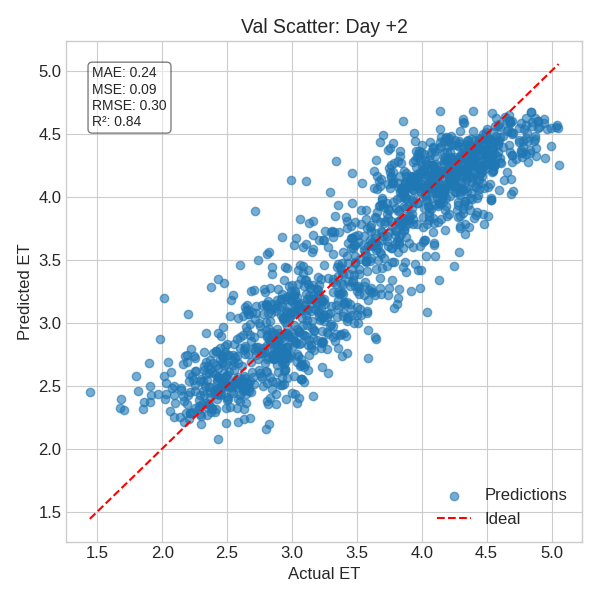 Val Scatter: Day +2
MAE: 0.24
MSE: 0.09
RMSE: 0.30
R²: 0.84
Predicted ET
5.0
4.5
4.0
3.5
3.0
2.5
2.0
1.5
Predictions
Ideal
1.5 2.0 2.5 3.0 3.5 4.0 4.5 5.0
Actual ET